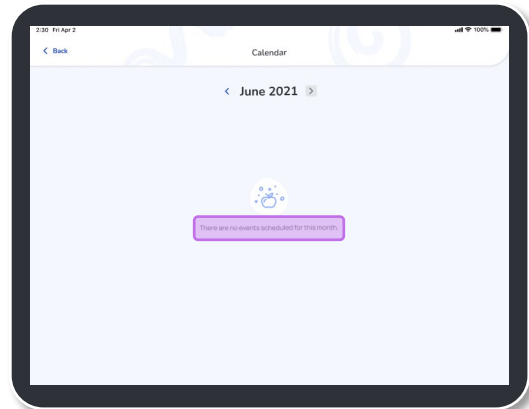 2:30 Fri Apr 2
100%
Back
Calendar
June 2021
There are no events scheduled for this month.